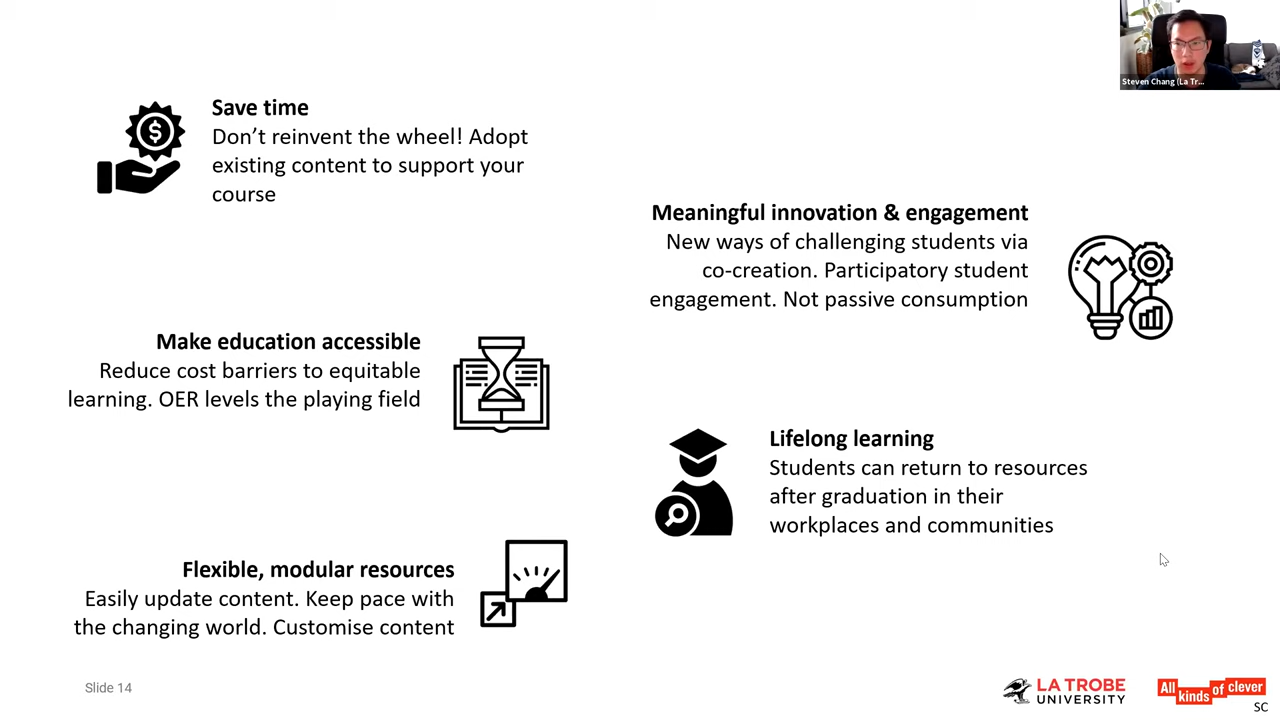 Steven Chang (La Tr...
Save time
Don't reinvent the wheel! Adopt
existing content to support your
course
Meaningful innovation & engagement
New ways of challenging students via
co-creation. Participatory student
engagement. Not passive consumption
Make education accessible
Reduce cost barriers to equitable
learning. OER levels the playing field
Lifelong learning
Students can return to resources
after graduation in their
workplaces and communities
Flexible, modular resources
Easily update content. Keep pace with
the changing world. Customise content
Slide 14
LA TROBE
UNIVERSITY
All kinds of clever
SC
$